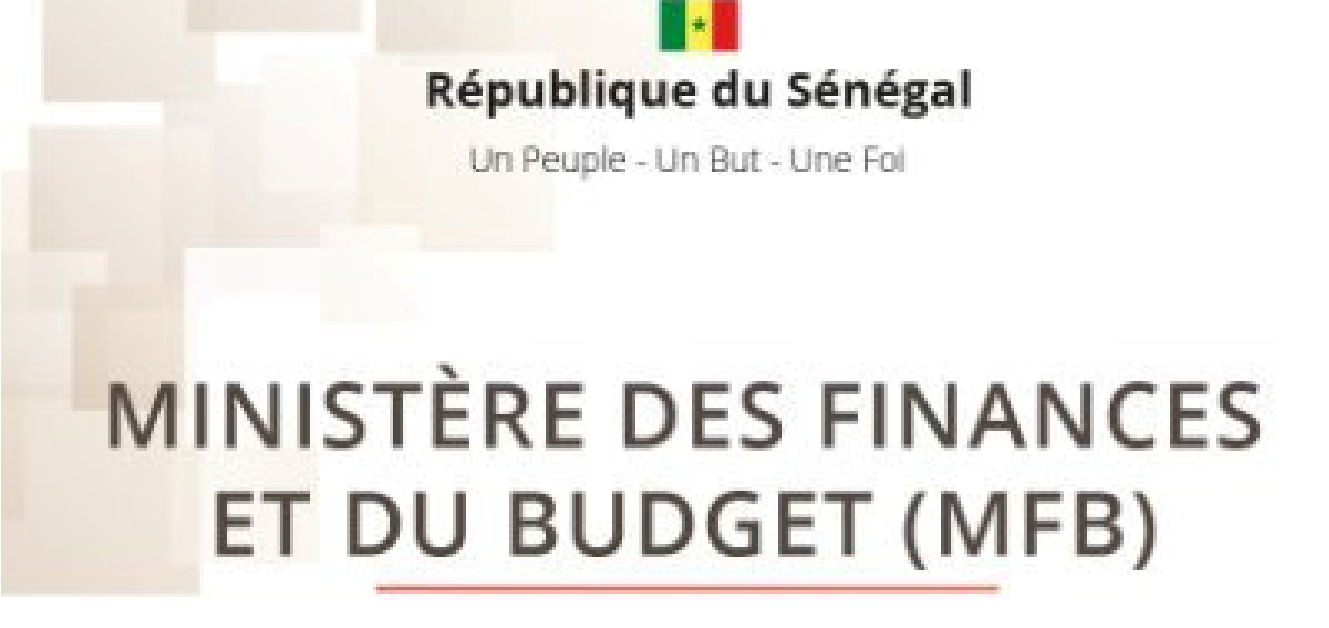 République du Sénégal
Un Peuple - Un But - Une Foi
MINISTÈRE DES FINANCES
ET DU BUDGET (MFB)